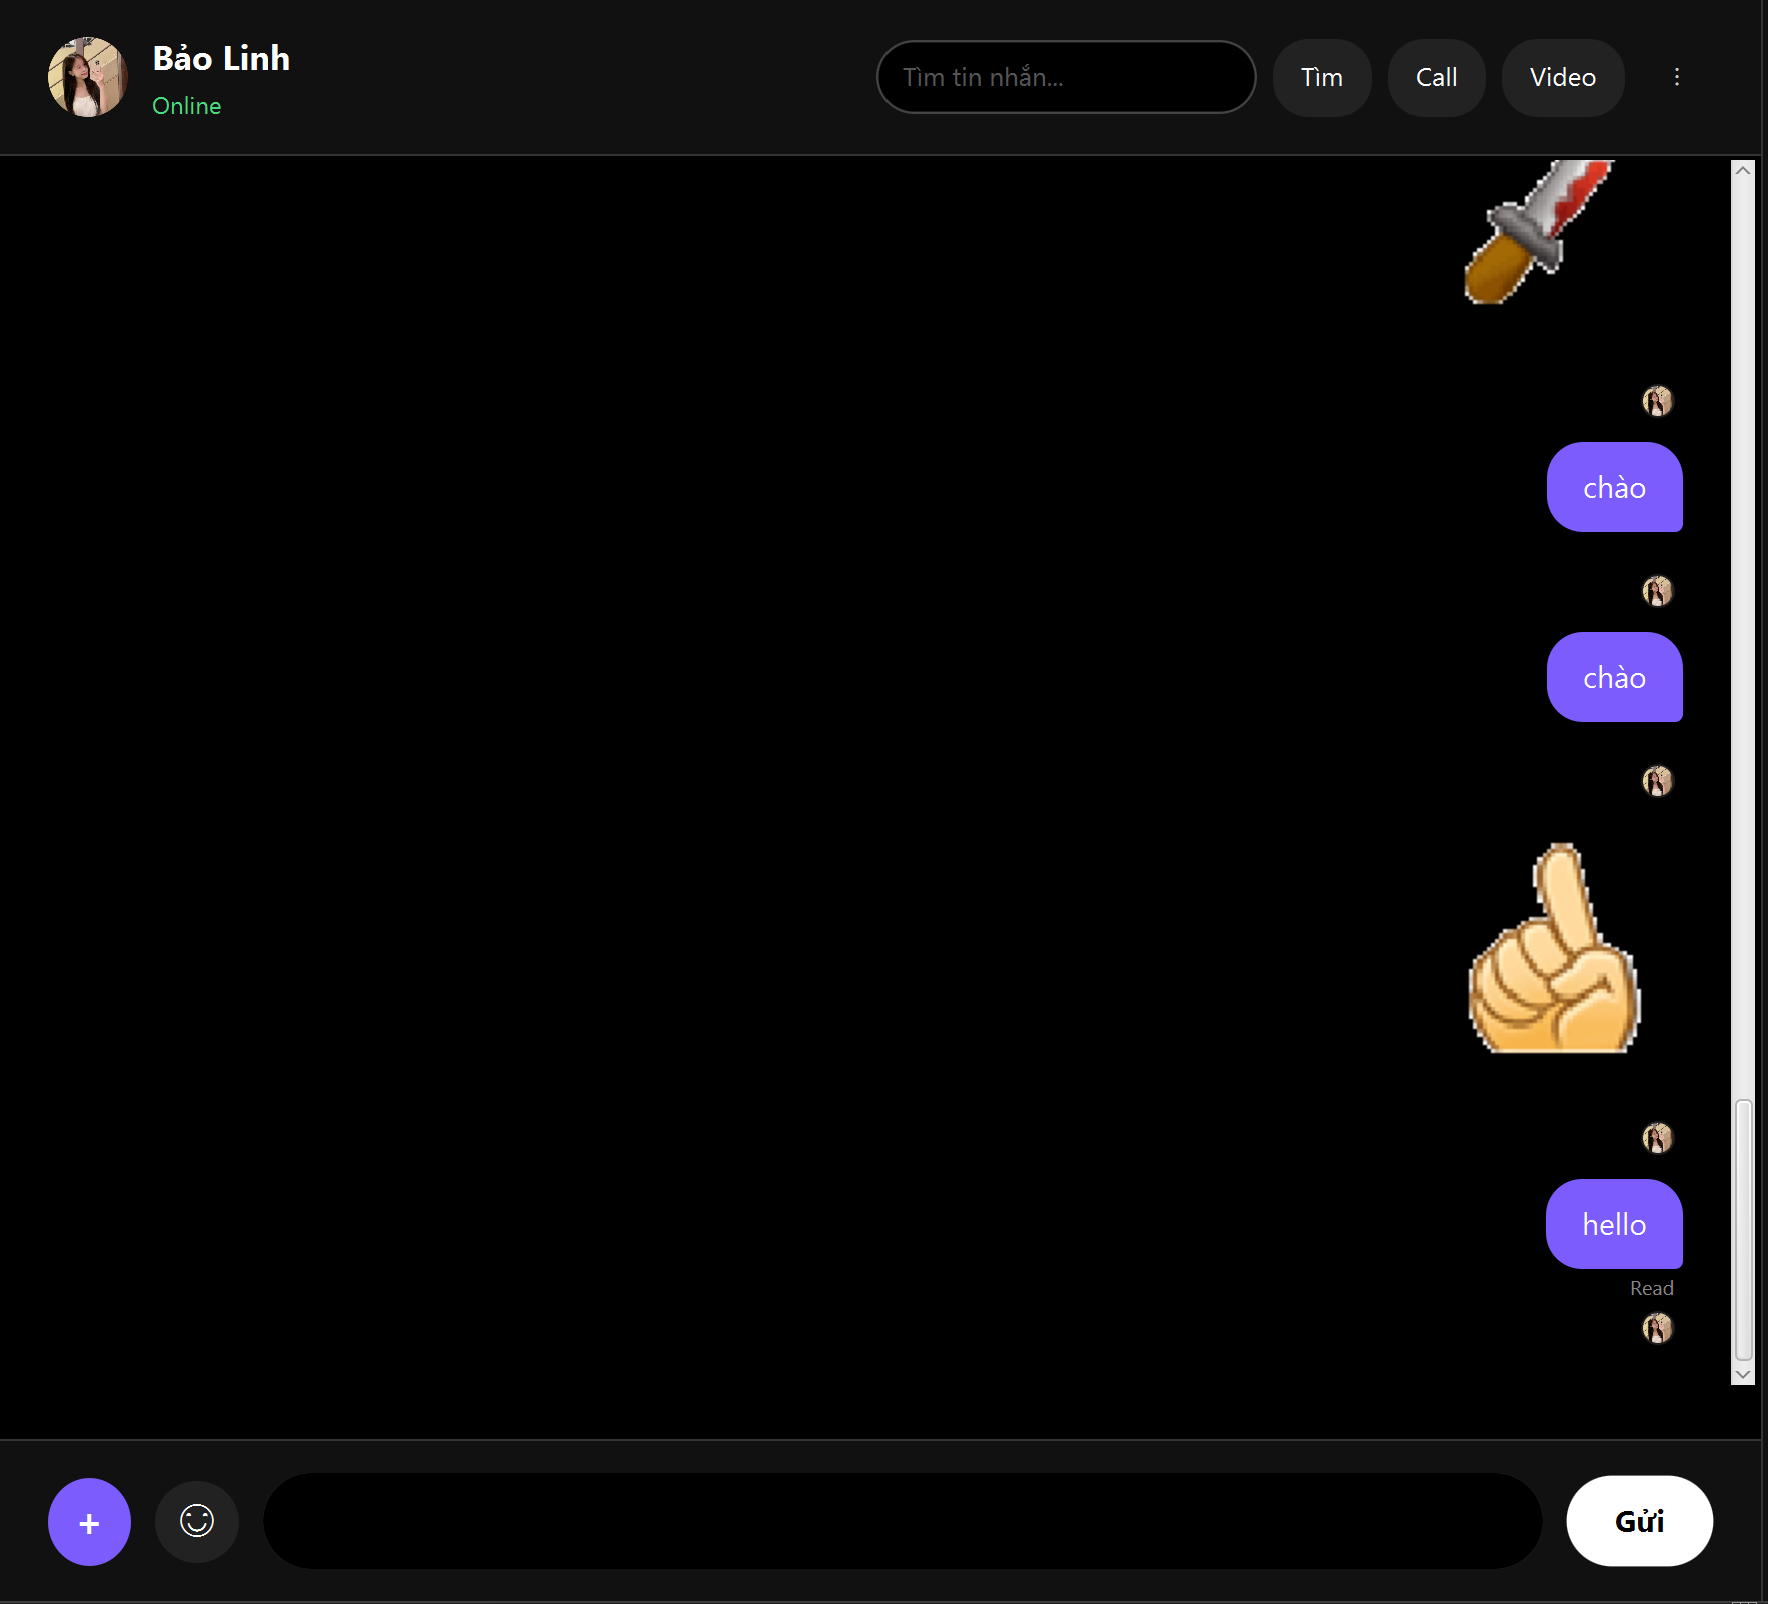 Bảo Linh
Online
Tìm tin nhắn...
Tìm
Call
Video
chào
chào
hello
Read
Gửi